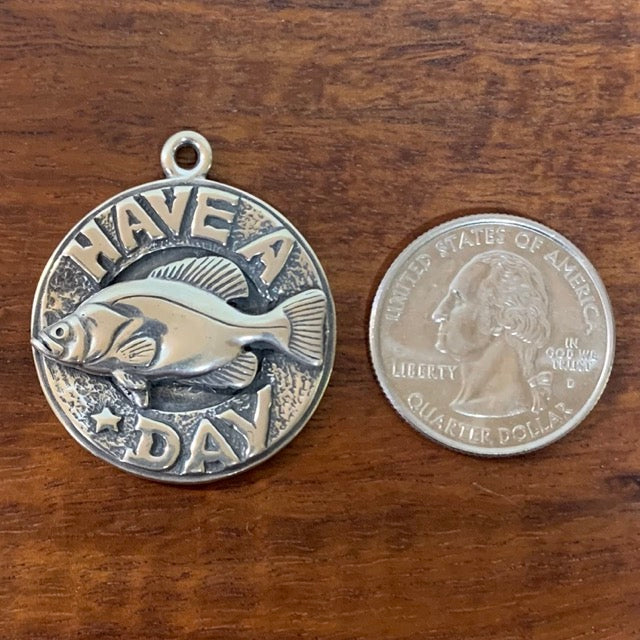 HAVE A
DAY
UNITED STATES OF AMERICA
LIBERTY
IN
GOD WE
TRUST
D
QUARTER DOLLAR